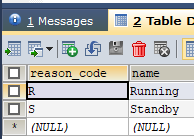 1 Messages 2 Table D
reason_code name
R Running
S Standby
* (NULL) (NULL)